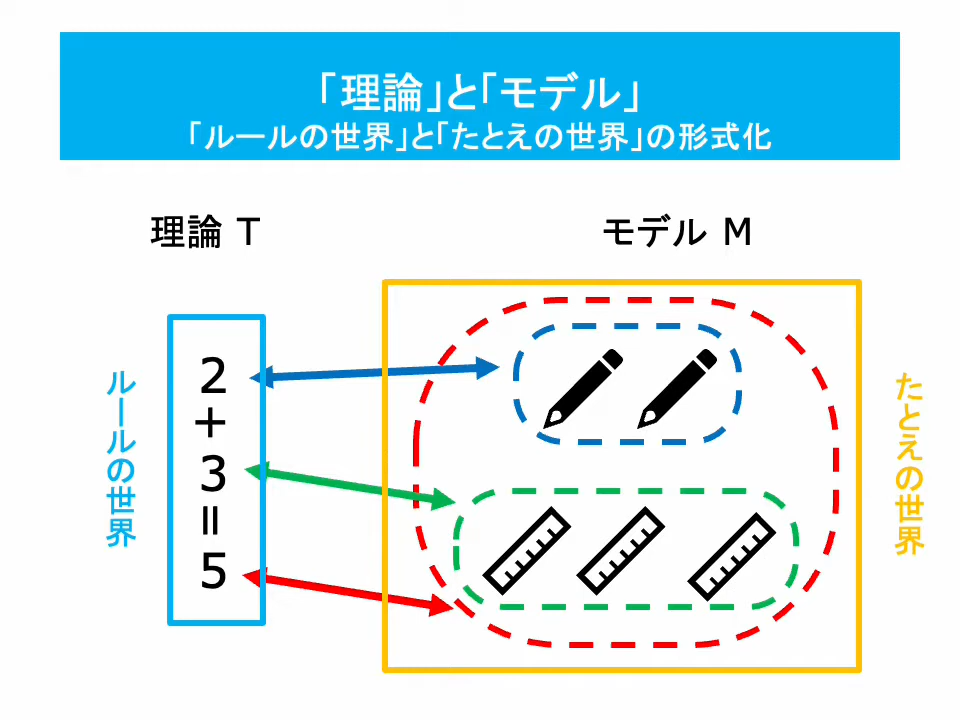 「理論」と「モデル」
「ルールの世界」と「たとえの世界」の形式化
理論 T
モデル M
ルールの世界
2
+
3
=
5
たとえの世界